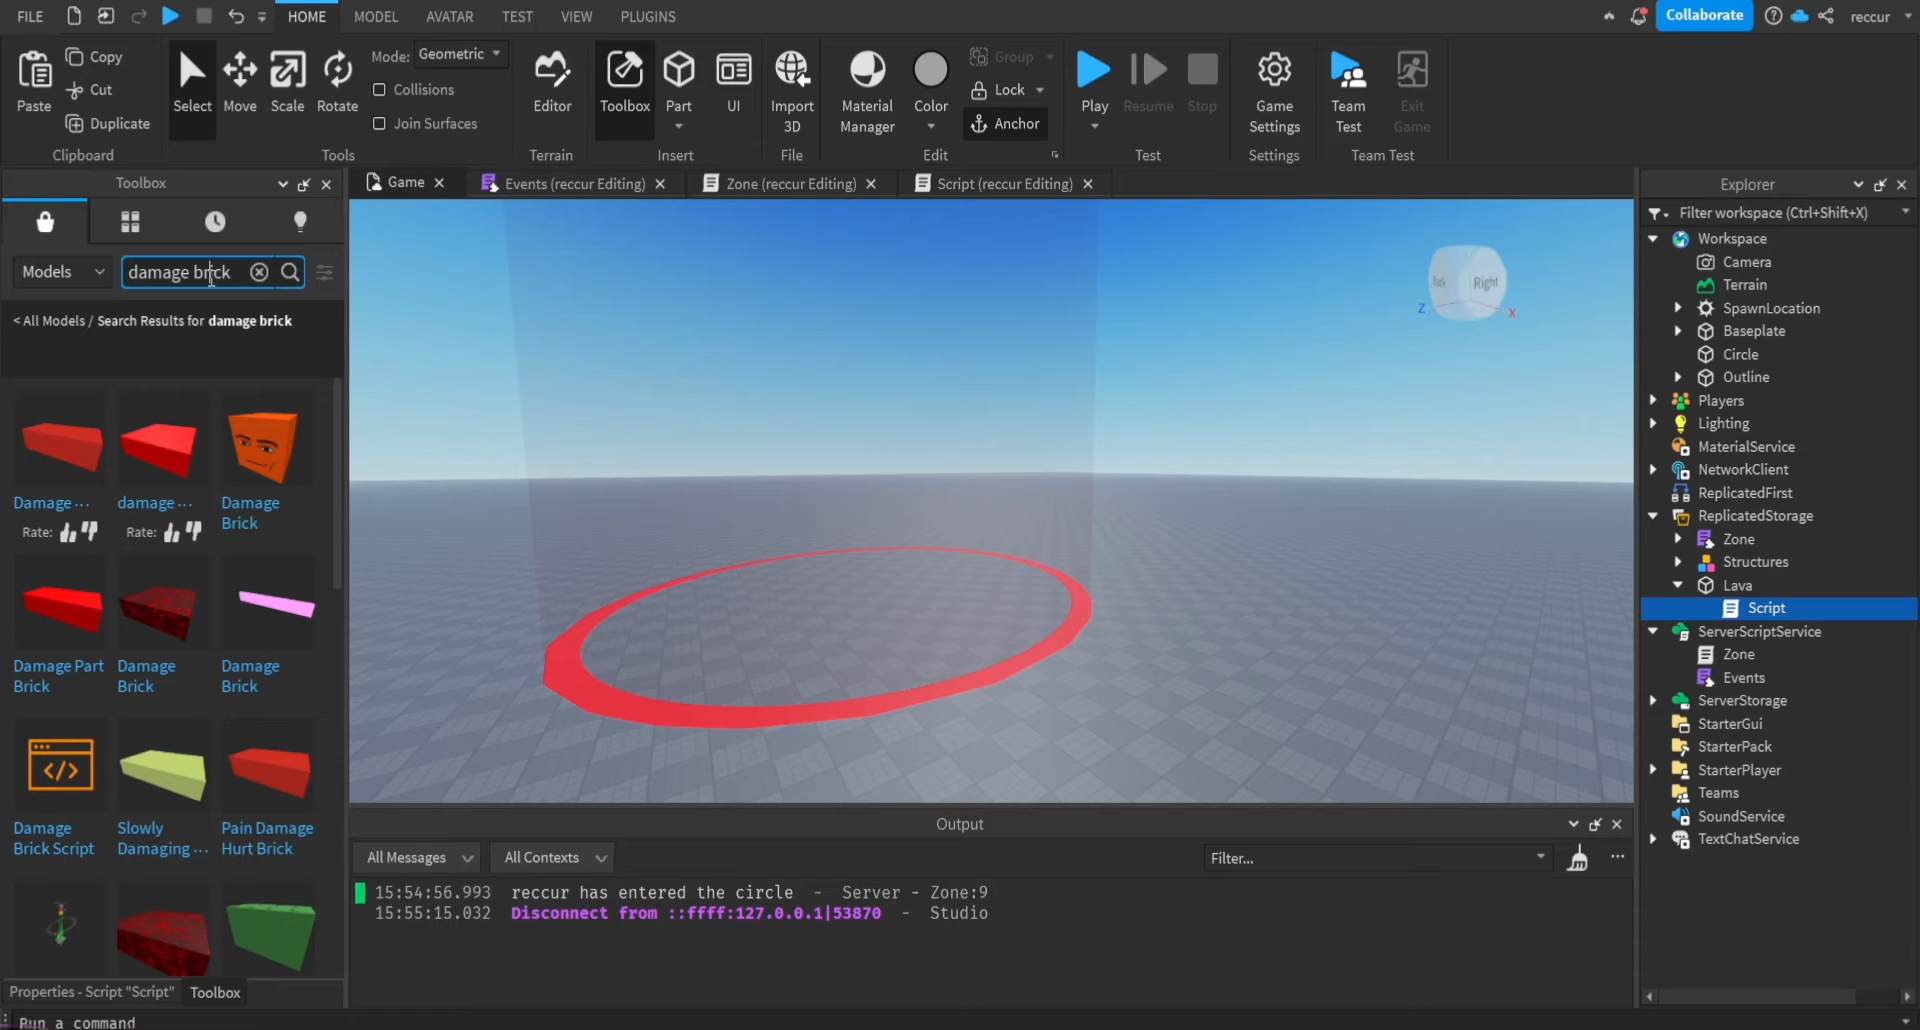 FILE HOME MODEL AVATAR TEST VIEW PLUGINS Collaborate reccur
Paste Copy Cut Duplicate
Clipboard
Select Move Scale Rotate
Mode: Geometric
Collisions
Join Surfaces
Tools
Editor
Terrain
Toolbox Part UI
Insert
Import
3D
File
Material
Manager
Color
Group
Lock
Anchor
Edit
Play Resume Stop
Test
Game
Settings
Settings
Team
Test
Exit
Game
Team Test
Toolbox
Models damage brick
< All Models / Search Results for damage brick
Damage ... damage ... Damage
Brick
Rate: Rate:
Damage Part
Brick
Damage
Brick
Damage
Brick
Damage
Brick Script
Slowly
Damaging ...
Pain Damage
Hurt Brick
Properties - Script "Script" Toolbox
Run a command
Game Events (reccur Editing) Zone (reccur Editing) Script (reccur Editing)
Right
Z X
Output
All Messages All Contexts Filter...
15:54:56.993 reccur has entered the circle - Server - Zone:9
15:55:15.032 Disconnect from ::ffff:127.0.0.1|53870 - Studio
Explorer
Filter workspace (Ctrl+Shift+X)
Workspace
Camera
Terrain
SpawnLocation
Baseplate
Circle
Outline
Players
Lighting
MaterialService
NetworkClient
ReplicatedFirst
ReplicatedStorage
Zone
Structures
Lava
Script
ServerScriptService
Zone
Events
ServerStorage
StarterGui
StarterPack
StarterPlayer
Teams
SoundService
TextChatService